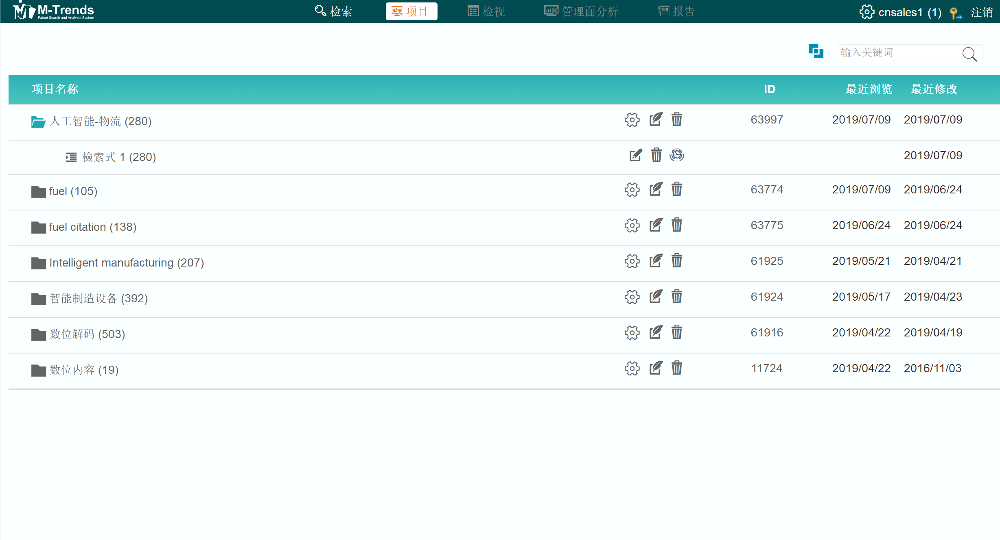 M-Trends
Patent Search and Analysis System
检索 项目 检视 管理面分析 报告 cnsales1 (1) 注销
输入关键词
项目名称 ID 最近浏览 最近修改
人工智能-物流 (280) 63997 2019/07/09 2019/07/09
檢索式 1 (280) 2019/07/09
fuel (105) 63774 2019/07/09 2019/06/24
fuel citation (138) 63775 2019/06/24 2019/06/24
Intelligent manufacturing (207) 61925 2019/05/21 2019/04/21
智能制造设备 (392) 61924 2019/05/17 2019/04/23
数位解码 (503) 61916 2019/04/22 2019/04/19
数位内容 (19) 11724 2019/04/22 2016/11/03